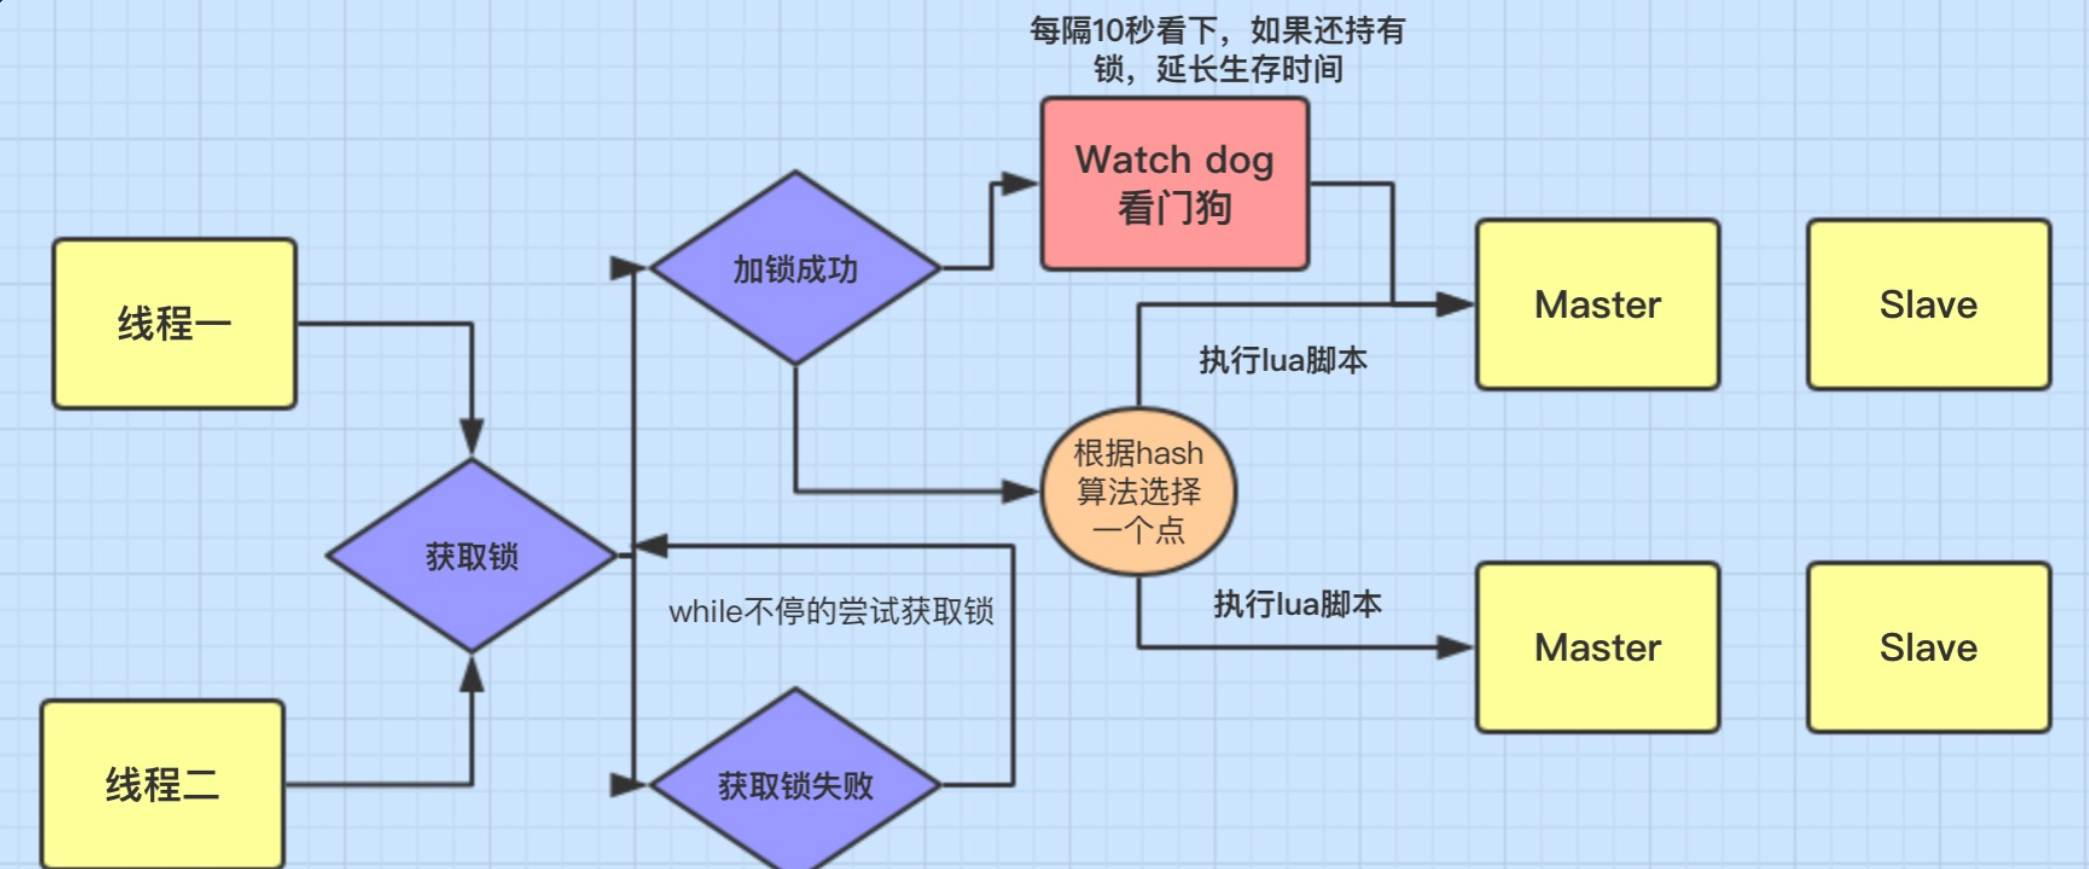 每隔10秒看下，如果还持有
锁，延长生存时间
Watch dog
看门狗
加锁成功
线程一
Master
Slave
执行lua脚本
根据hash
算法选择
一个点
获取锁
while不停的尝试获取锁
执行lua脚本
Master
Slave
线程二
获取锁失败